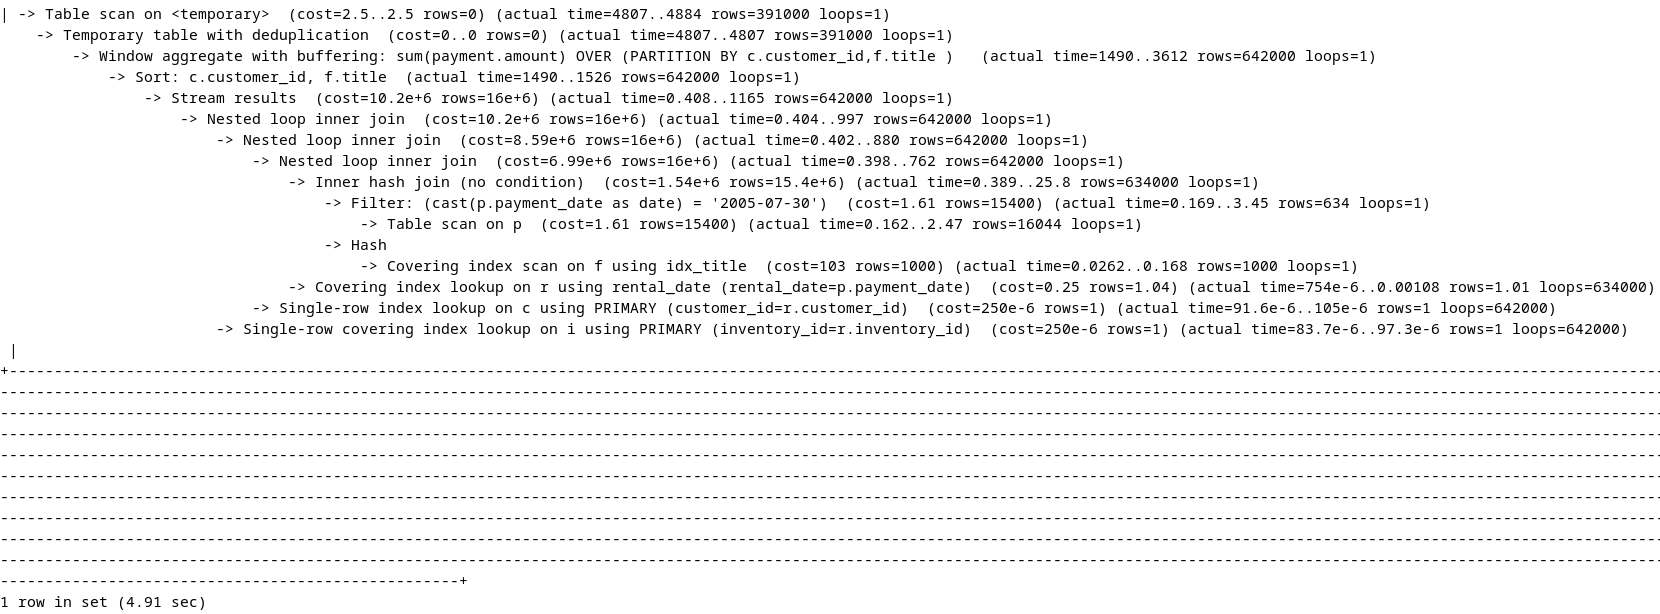 | -> Table scan on <temporary>  (cost=2.5..2.5 rows=0) (actual time=4807..4884 rows=391000 loops=1)
    -> Temporary table with deduplication  (cost=0..0 rows=0) (actual time=4807..4807 rows=391000 loops=1)
        -> Window aggregate with buffering: sum(payment.amount) OVER (PARTITION BY c.customer_id,f.title )   (actual time=1490..3612 rows=642000 loops=1)
            -> Sort: c.customer_id, f.title  (actual time=1490..1526 rows=642000 loops=1)
                -> Stream results  (cost=10.2e+6 rows=16e+6) (actual time=0.408..1165 rows=642000 loops=1)
                    -> Nested loop inner join  (cost=10.2e+6 rows=16e+6) (actual time=0.404..997 rows=642000 loops=1)
                        -> Nested loop inner join  (cost=8.59e+6 rows=16e+6) (actual time=0.402..880 rows=642000 loops=1)
                            -> Nested loop inner join  (cost=6.99e+6 rows=16e+6) (actual time=0.398..762 rows=642000 loops=1)
                                -> Inner hash join (no condition)  (cost=1.54e+6 rows=15.4e+6) (actual time=0.389..25.8 rows=634000 loops=1)
                                    -> Filter: (cast(p.payment_date as date) = '2005-07-30')  (cost=1.61 rows=15400) (actual time=0.169..3.45 rows=634 loops=1)
                                        -> Table scan on p  (cost=1.61 rows=15400) (actual time=0.162..2.47 rows=16044 loops=1)
                                    -> Hash
                                        -> Covering index scan on f using idx_title  (cost=103 rows=1000) (actual time=0.0262..0.168 rows=1000 loops=1)
                                -> Covering index lookup on r using rental_date (rental_date=p.payment_date)  (cost=0.25 rows=1.04) (actual time=754e-6..0.00108 rows=1.01 loops=634000)
                            -> Single-row index lookup on c using PRIMARY (customer_id=r.customer_id)  (cost=250e-6 rows=1) (actual time=91.6e-6..105e-6 rows=1 loops=642000)
                        -> Single-row covering index lookup on i using PRIMARY (inventory_id=r.inventory_id)  (cost=250e-6 rows=1) (actual time=83.7e-6..97.3e-6 rows=1 loops=642000)
 |
1 row in set (4.91 sec)